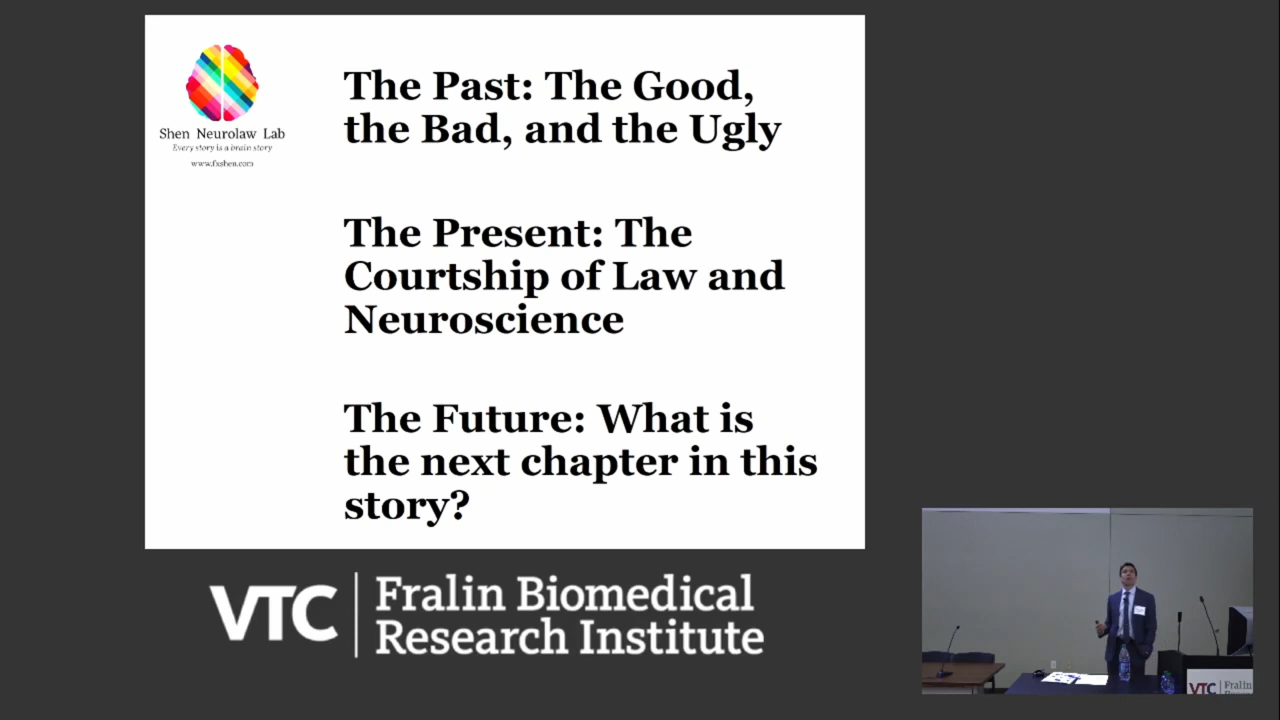 Shen Neurolaw Lab
Every story is a brain story
www.fxshen.com
The Past: The Good,
the Bad, and the Ugly
The Present: The
Courtship of Law and
Neuroscience
The Future: What is
the next chapter in this
story?
VTC
Fralin Biomedical
Research Institute
VTC
Fralin